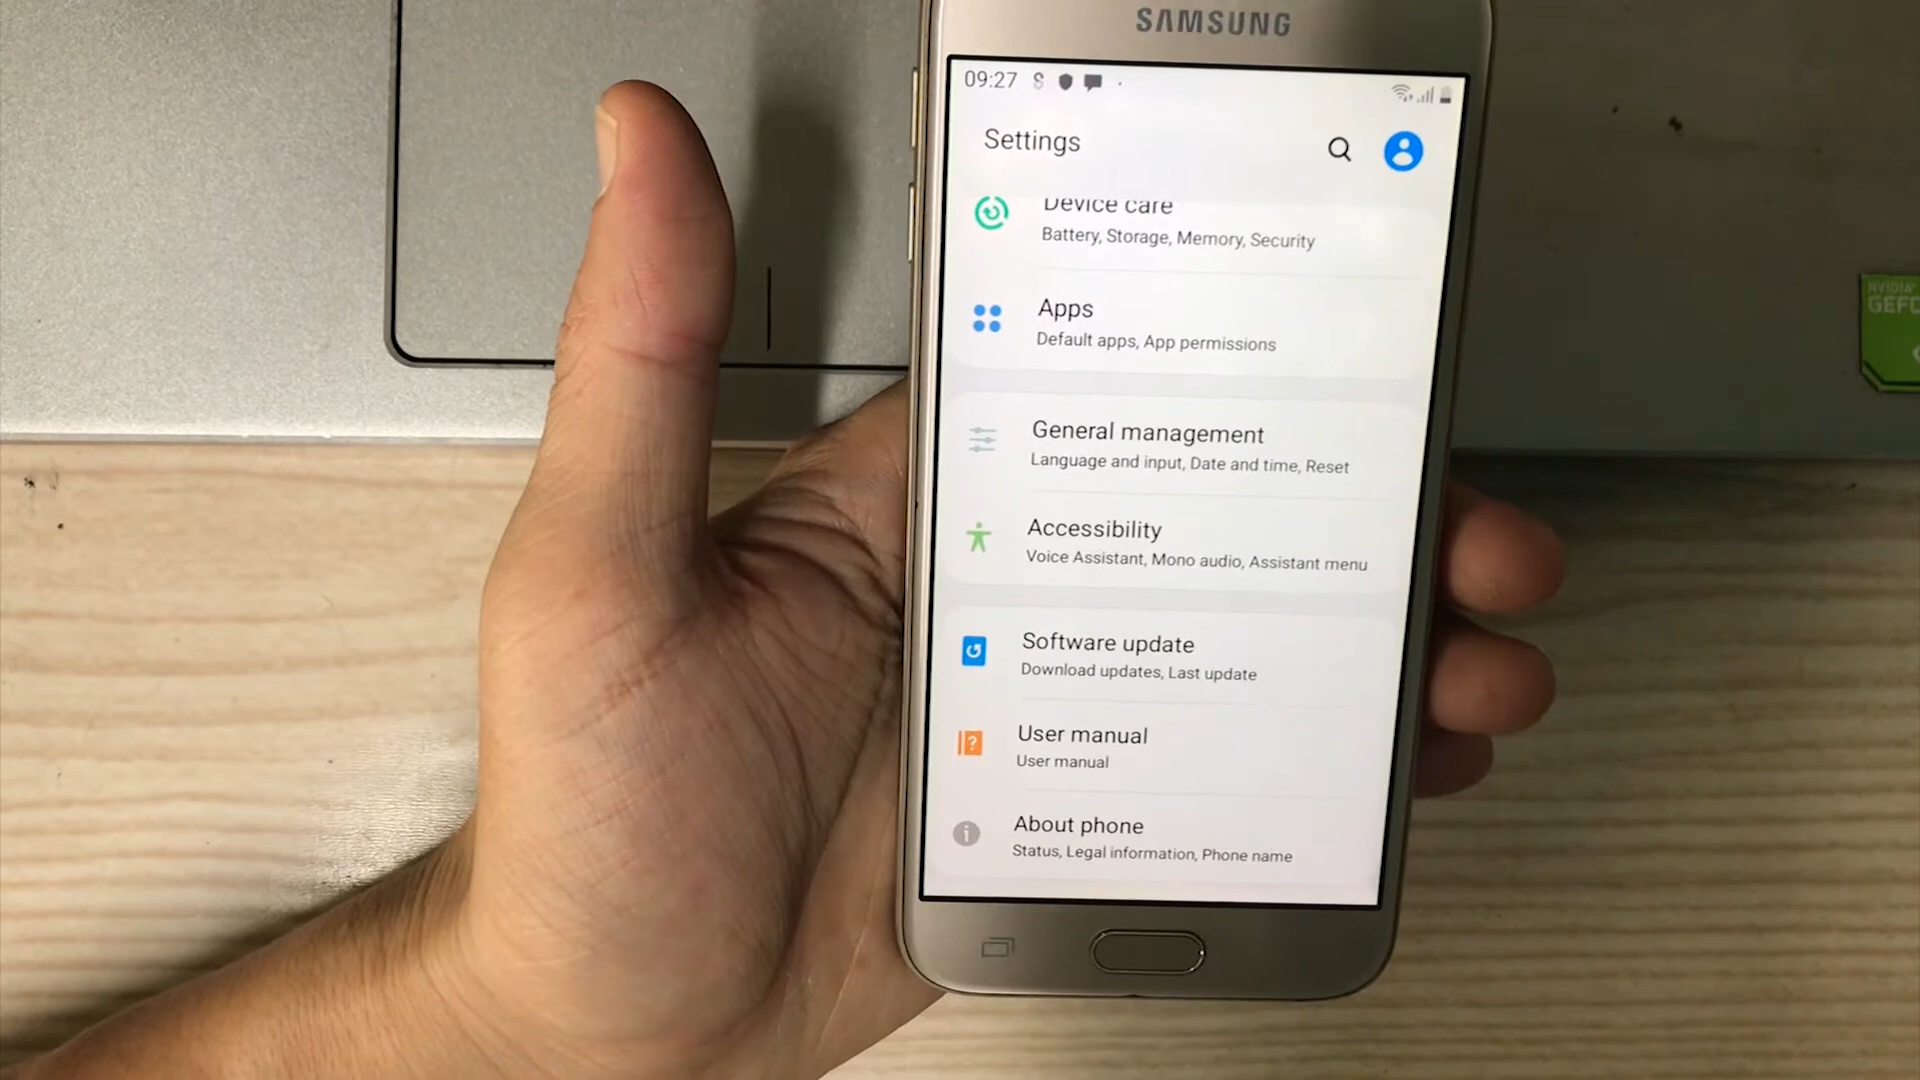 SAMSUNG
09:27
Settings
Device care
Battery, Storage, Memory, Security
Apps
Default apps, App permissions
General management
Language and input, Date and time, Reset
Accessibility
Voice Assistant, Mono audio, Assistant menu
Software update
Download updates, Last update
User manual
User manual
About phone
Status, Legal information, Phone name
NVIDIA